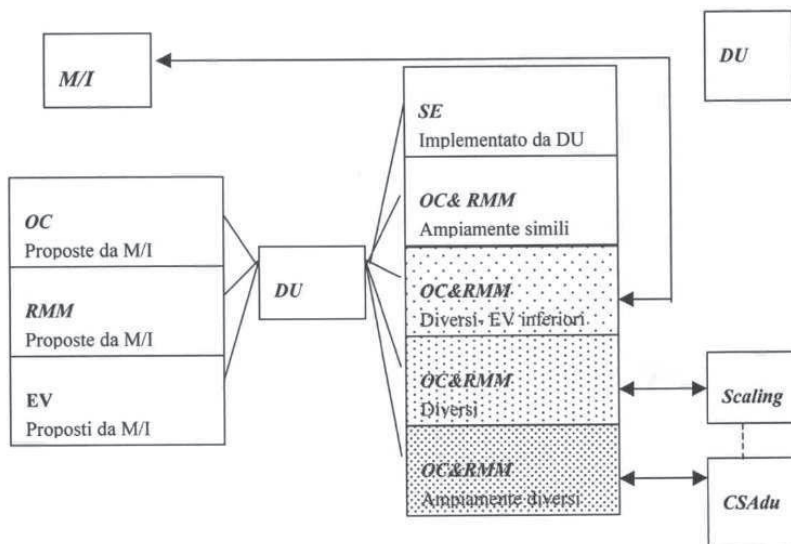 M/I
DU
SE
Implementato da DU
OC& RMM
Ampiamente simili
OC
Proposte da M/I
RMM
Proposte da M/I
EV
Proposti da M/I
DU
OC&RMM
Diversi- EV inferiori
OC&RMM
Diversi
OC&RMM
Ampiamente diversi
Scaling
CSAdu